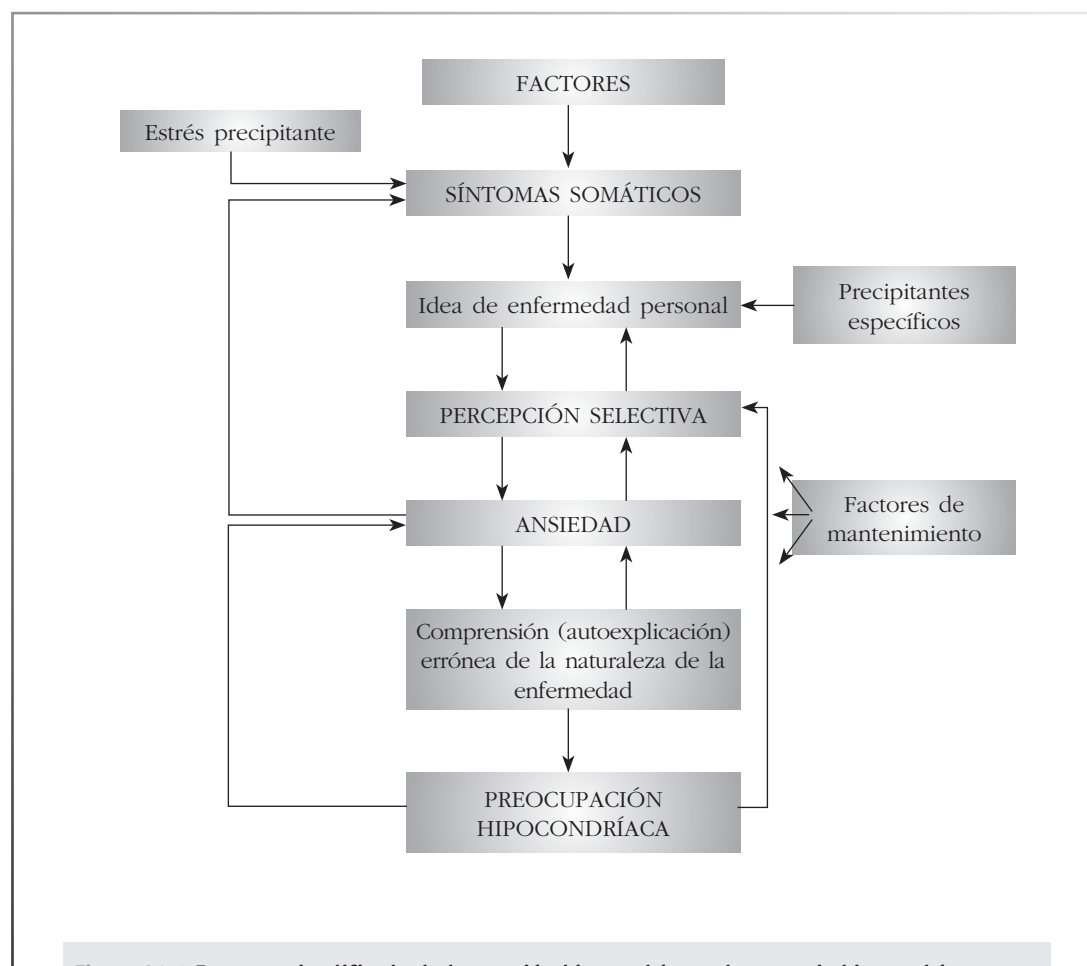 FACTORES
Estrés precipitante
SÍNTOMAS SOMÁTICOS
Idea de enfermedad personal
Precipitantes
específicos
PERCEPCIÓN SELECTIVA
ANSIEDAD
Factores de
mantenimiento
Comprensión (autoexplicación)
errónea de la naturaleza de la
enfermedad
PREOCUPACIÓN
HIPOCONDRÍACA